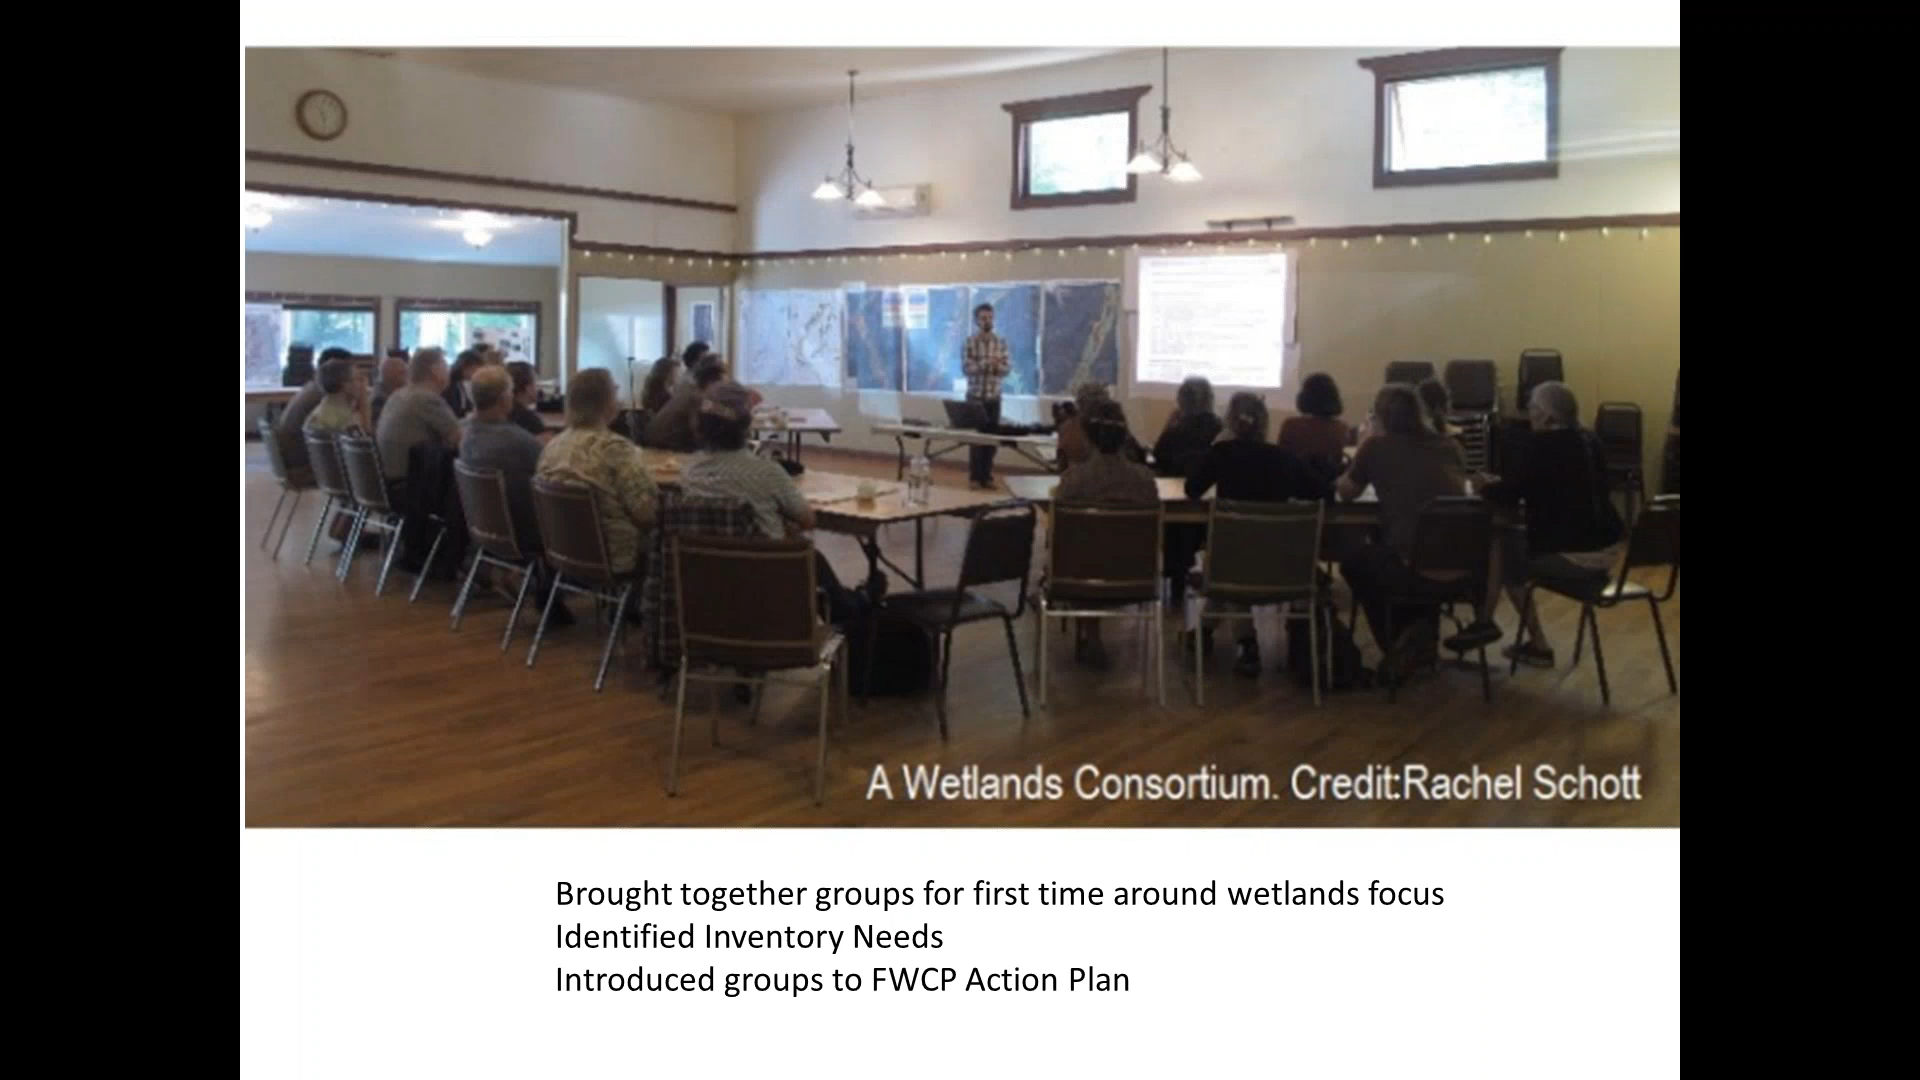 A Wetlands Consortium. Credit:Rachel Schott
Brought together groups for first time around wetlands focus
Identified Inventory Needs
Introduced groups to FWCP Action Plan